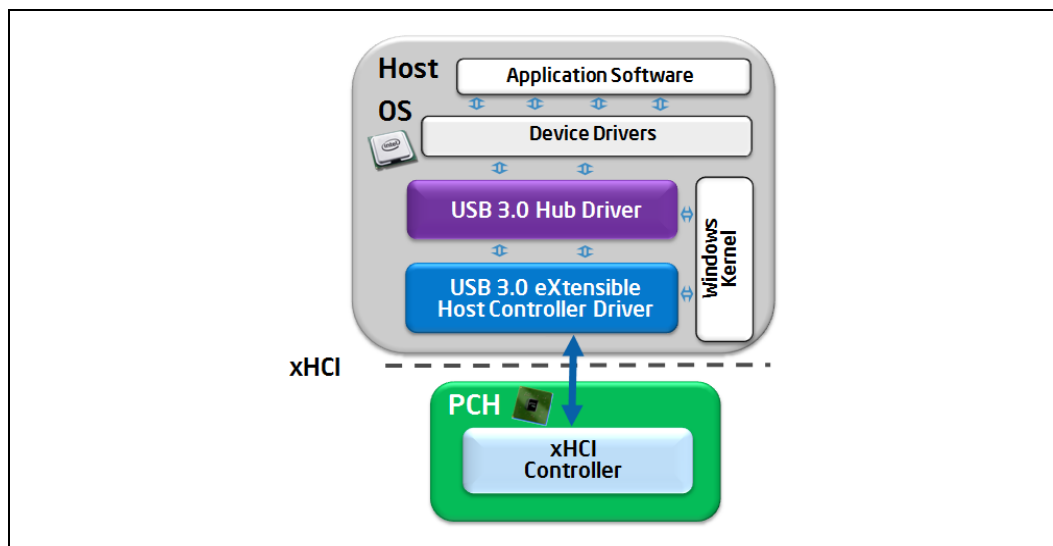 Host
OS
Application Software
Device Drivers
intel
USB 3.0 Hub Driver
USB 3.0 eXtensible
Host Controller Driver
Windows
Kernel
xHCI
PCH
xHCI
Controller